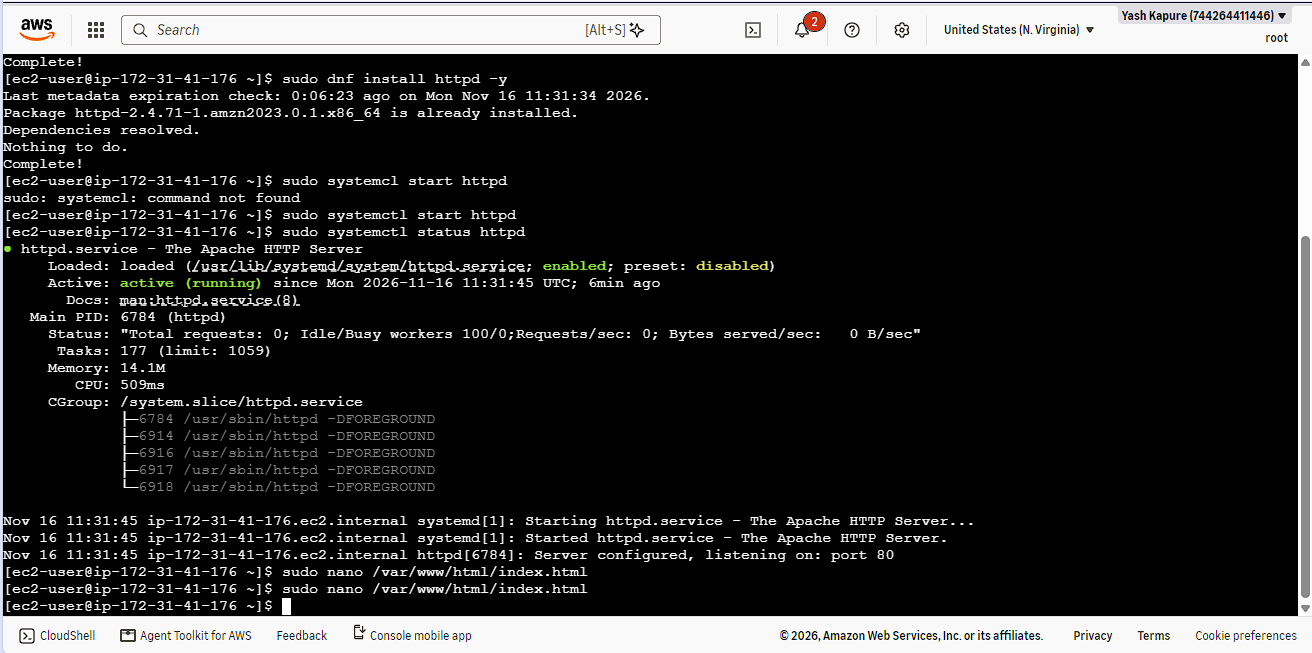 aws
Search
[Alt+S]
2
United States (N. Virginia)
Yash Kapure (744264411446)
root
Complete!
[ec2-user@ip-172-31-41-176 ~]$ sudo dnf install httpd -y
Last metadata expiration check: 0:06:23 ago on Mon Nov 16 11:31:34 2026.
Package httpd-2.4.71-1.amzn2023.0.1.x86_64 is already installed.
Dependencies resolved.
Nothing to do.
Complete!
[ec2-user@ip-172-31-41-176 ~]$ sudo systemcl start httpd
sudo: systemcl: command not found
[ec2-user@ip-172-31-41-176 ~]$ sudo systemctl start httpd
[ec2-user@ip-172-31-41-176 ~]$ sudo systemctl status httpd
● httpd.service - The Apache HTTP Server
Loaded: loaded (/usr/lib/systemd/system/httpd.service; enabled; preset: disabled)
Active: active (running) since Mon 2026-11-16 11:31:45 UTC; 6min ago
Docs: man:httpd.service(8)
Main PID: 6784 (httpd)
Status: "Total requests: 0; Idle/Busy workers 100/0;Requests/sec: 0; Bytes served/sec:   0 B/sec"
Tasks: 177 (limit: 1059)
Memory: 14.1M
CPU: 509ms
CGroup: /system.slice/httpd.service
├─6784 /usr/sbin/httpd -DFOREGROUND
├─6914 /usr/sbin/httpd -DFOREGROUND
├─6916 /usr/sbin/httpd -DFOREGROUND
├─6917 /usr/sbin/httpd -DFOREGROUND
└─6918 /usr/sbin/httpd -DFOREGROUND
Nov 16 11:31:45 ip-172-31-41-176.ec2.internal systemd[1]: Starting httpd.service - The Apache HTTP Server...
Nov 16 11:31:45 ip-172-31-41-176.ec2.internal systemd[1]: Started httpd.service - The Apache HTTP Server.
Nov 16 11:31:45 ip-172-31-41-176.ec2.internal httpd[6784]: Server configured, listening on: port 80
[ec2-user@ip-172-31-41-176 ~]$ sudo nano /var/www/html/index.html
[ec2-user@ip-172-31-41-176 ~]$ sudo nano /var/www/html/index.html
[ec2-user@ip-172-31-41-176 ~]$
CloudShell
Agent Toolkit for AWS
Feedback
Console mobile app
© 2026, Amazon Web Services, Inc. or its affiliates.
Privacy
Terms
Cookie preferences